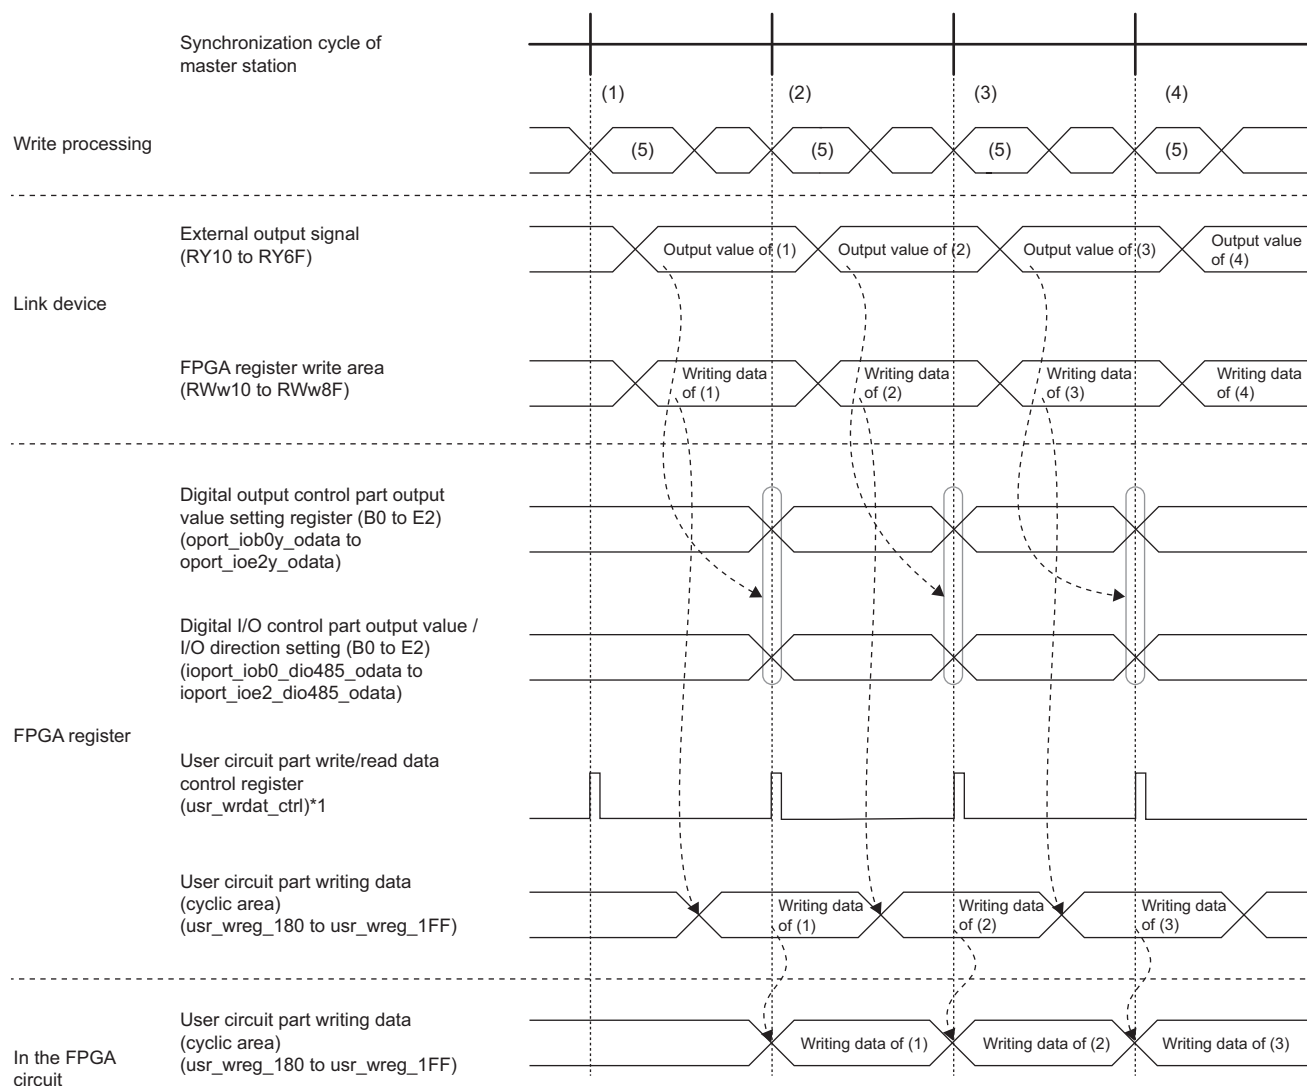 Synchronization cycle of
master station
(1)
(2)
(3)
(4)
Write processing
(5)
(5)
(5)
(5)
External output signal
(RY10 to RY6F)
Output value of (1)
Output value of (2)
Output value of (3)
Output value
of (4)
Link device
FPGA register write area
(RWw10 to RWw8F)
Writing data
of (1)
Writing data
of (2)
Writing data
of (3)
Writing data
of (4)
Digital output control part output
value setting register (B0 to E2)
(oport_iob0y_odata to
oport_ioe2y_odata)
Digital I/O control part output value /
I/O direction setting (B0 to E2)
(ioport_iob0_dio485_odata to
ioport_ioe2_dio485_odata)
FPGA register
User circuit part write/read data
control register
(usr_wrdat_ctrl)*1
User circuit part writing data
(cyclic area)
(usr_wreg_180 to usr_wreg_1FF)
Writing data
of (1)
Writing data
of (2)
Writing data
of (3)
User circuit part writing data
(cyclic area)
(usr_wreg_180 to usr_wreg_1FF)
Writing data of (1)
Writing data of (2)
Writing data of (3)
In the FPGA
circuit